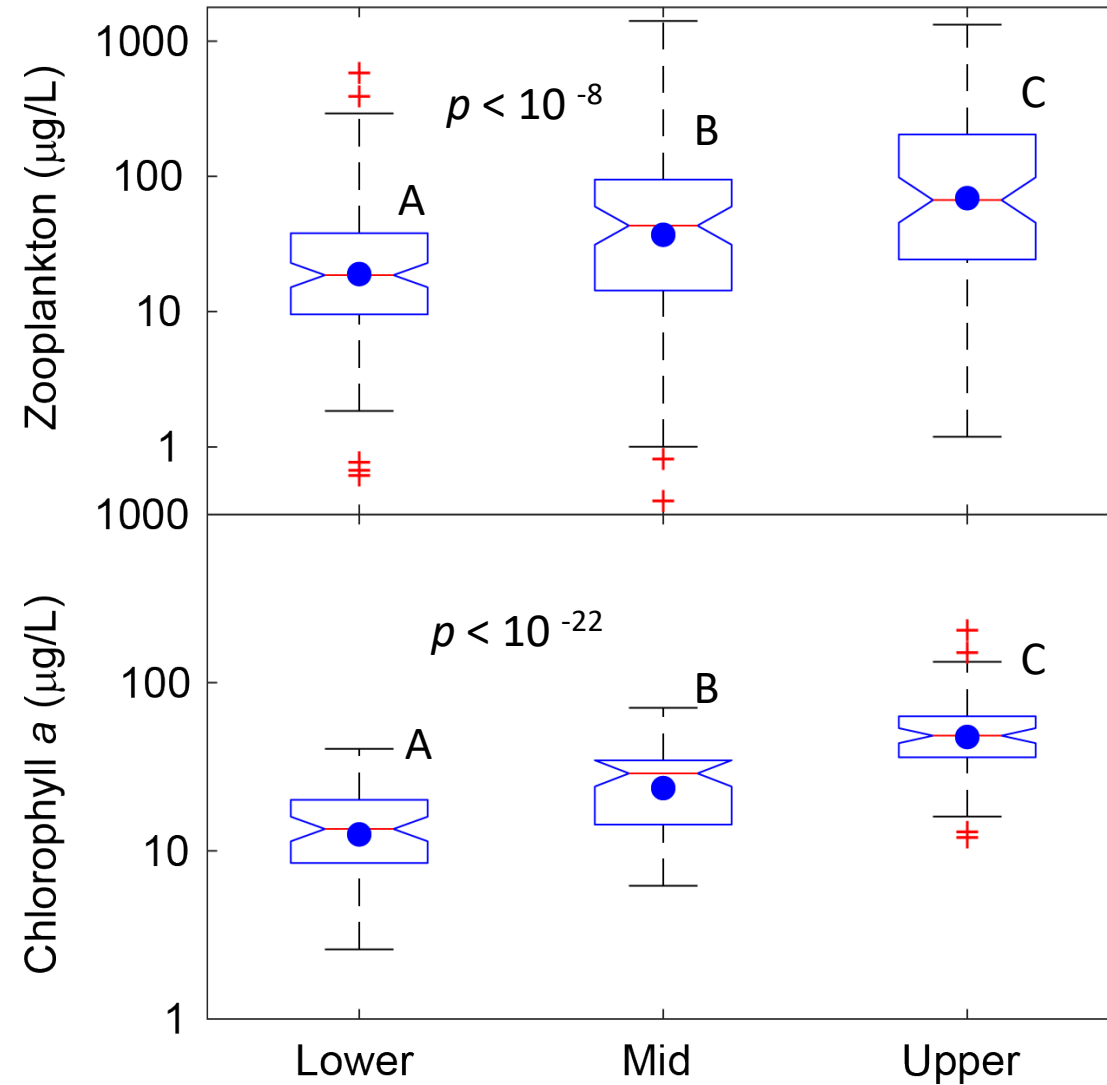 Zooplankton (μg/L)
1000
100
10
1
p < 10 -8
A
B
C
Chlorophyll a (μg/L)
1000
100
10
1
p < 10 -22
A
B
C
Lower Mid Upper